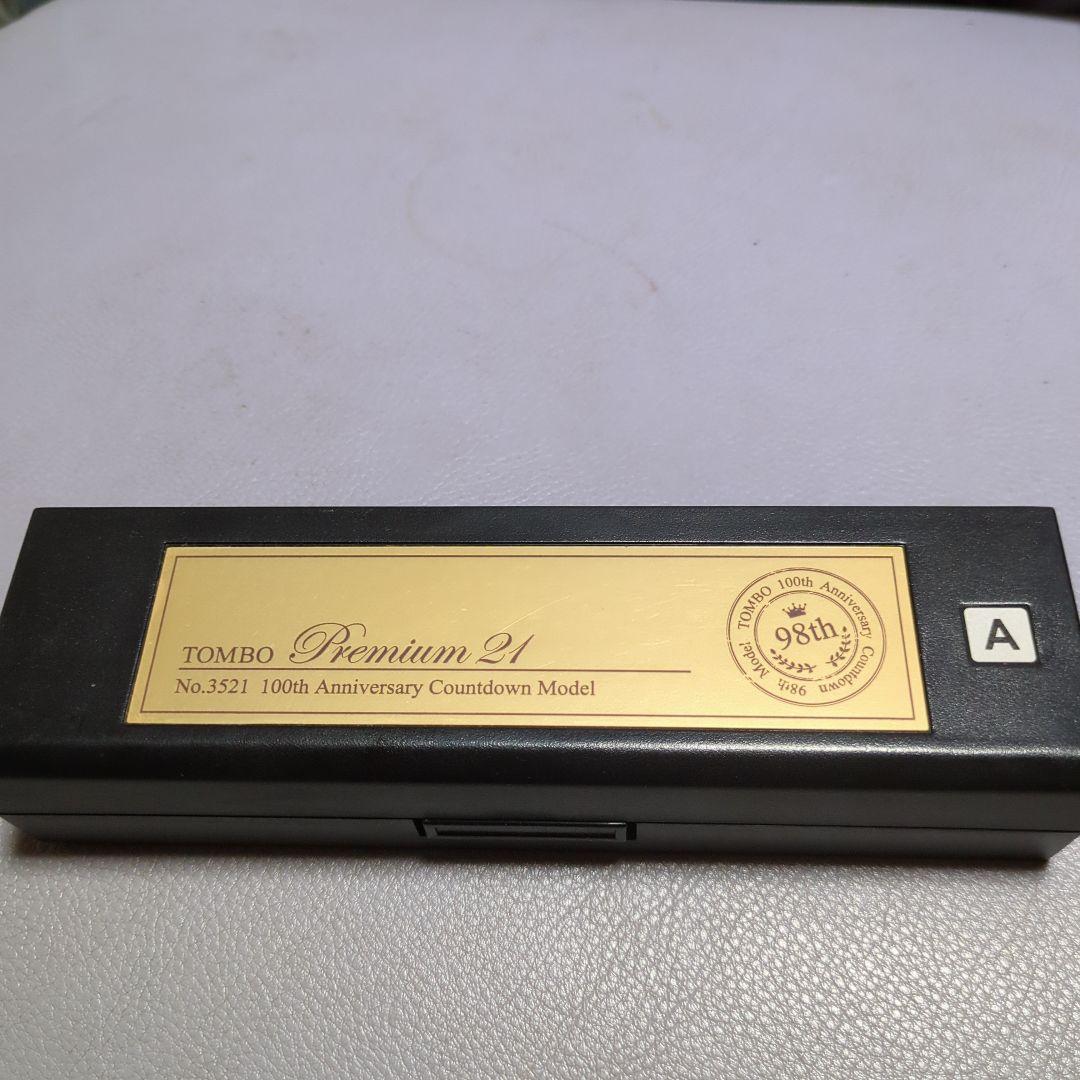 TOMBO Premium 21
No.3521 100th Anniversary Countdown Model
TOMBO 100th Anniversary Countdown 98th Model
98th
A